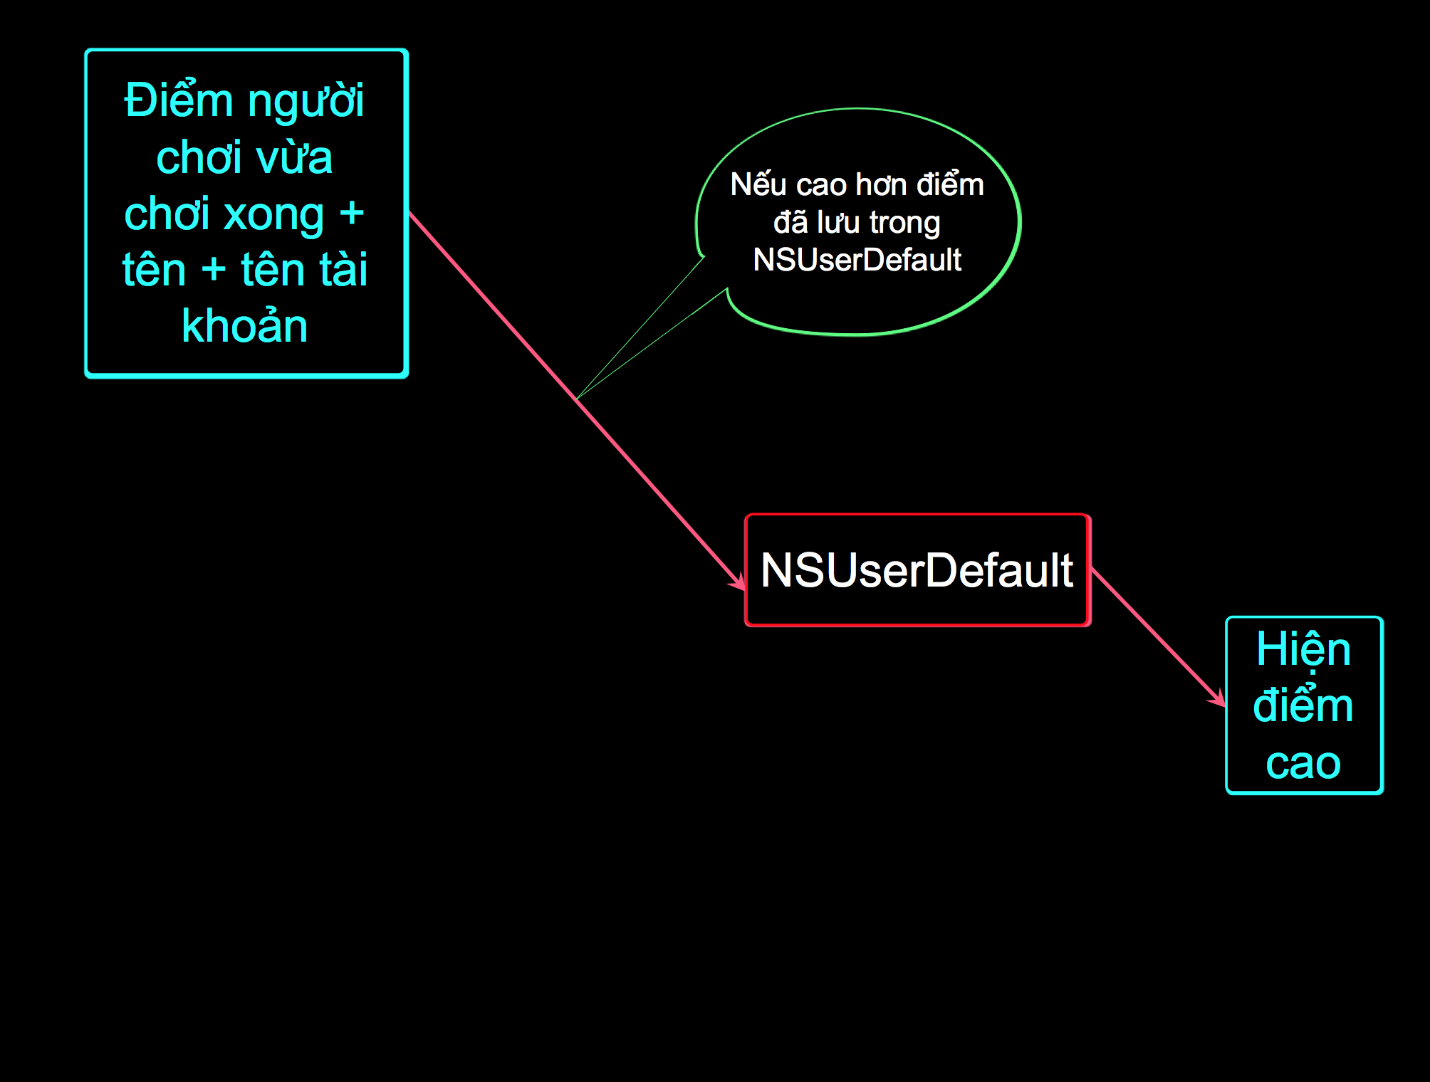 Điểm người
chơi vừa
chơi xong +
tên + tên tài
khoản
Nếu cao hơn điểm
đã lưu trong
NSUserDefault
NSUserDefault
Hiện
điểm
cao